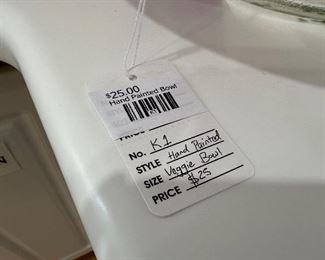 $25.00
Hand Painted Bowl
NO. K1
STYLE Hand Painted
SIZE Veggie Bowl
PRICE $25